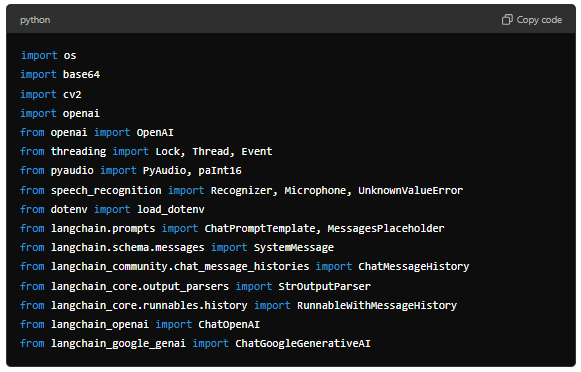 python
Copy code
import os
import base64
import cv2
import openai
from openai import OpenAI
from threading import Lock, Thread, Event
from pyaudio import PyAudio, paInt16
from speech_recognition import Recognizer, Microphone, UnknownValueError
from dotenv import load_dotenv
from langchain.prompts import ChatPromptTemplate, MessagesPlaceholder
from langchain.schema.messages import SystemMessage
from langchain_community.chat_message_histories import ChatMessageHistory
from langchain_core.output_parsers import StrOutputParser
from langchain_core.runnables.history import RunnableWithMessageHistory
from langchain_openai import ChatOpenAI
from langchain_google_genai import ChatGoogleGenerativeAI